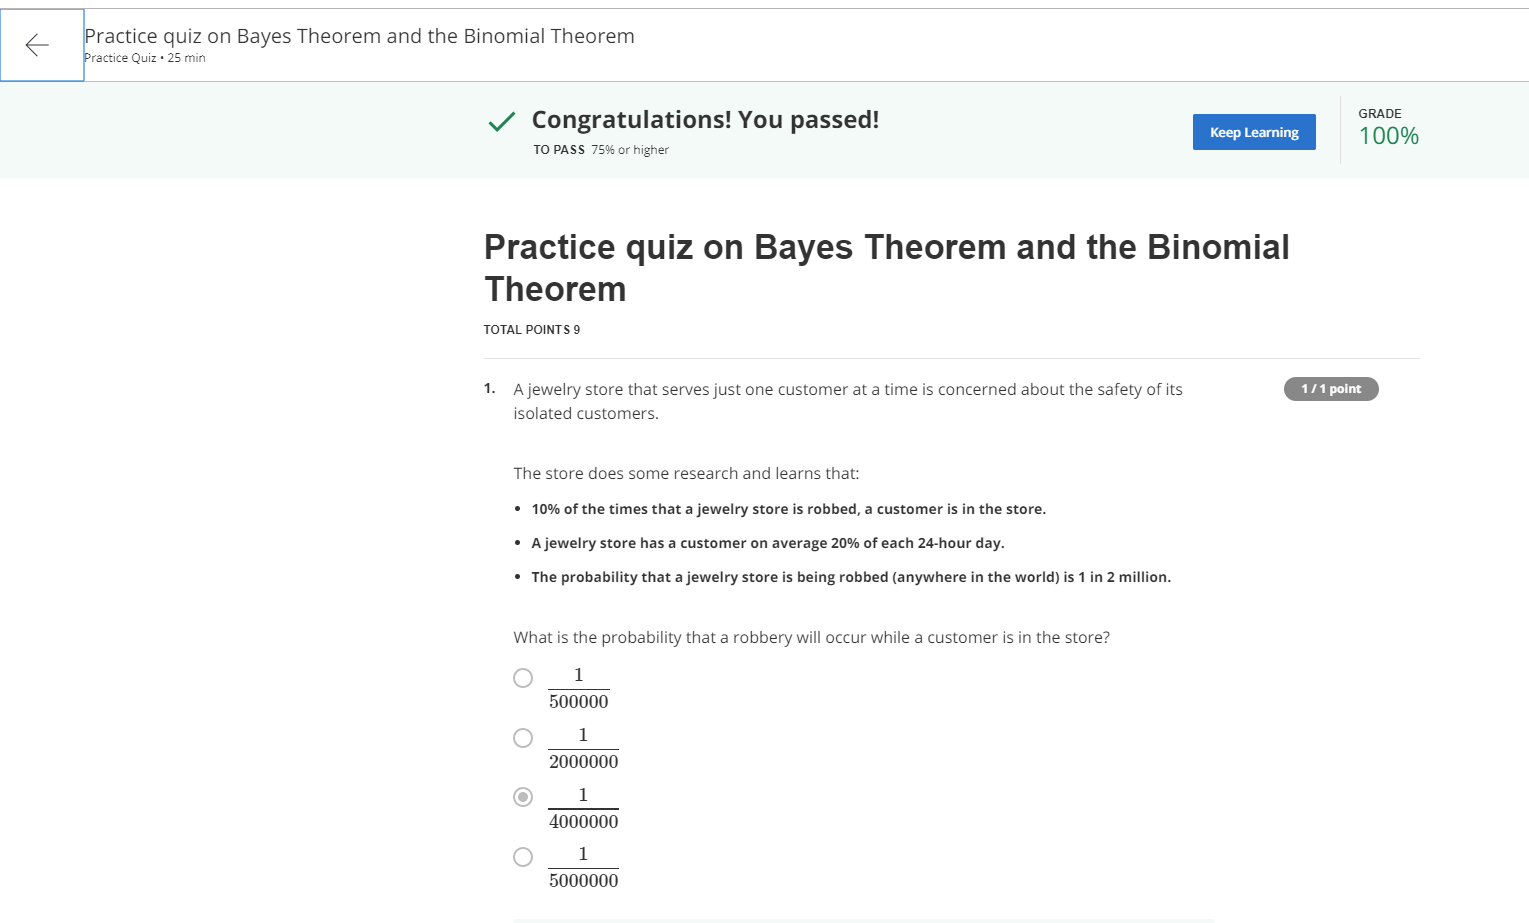 Practice quiz on Bayes Theorem and the Binomial Theorem
Practice Quiz • 25 min
Congratulations! You passed!
TO PASS 75% or higher
Keep Learning
GRADE
100%
Practice quiz on Bayes Theorem and the Binomial
Theorem
TOTAL POINTS 9
1. A jewelry store that serves just one customer at a time is concerned about the safety of its
isolated customers.
1 / 1 point
The store does some research and learns that:
• 10% of the times that a jewelry store is robbed, a customer is in the store.
• A jewelry store has a customer on average 20% of each 24-hour day.
• The probability that a jewelry store is being robbed (anywhere in the world) is 1 in 2 million.
What is the probability that a robbery will occur while a customer is in the store?
1
500000
1
2000000
1
4000000
1
5000000